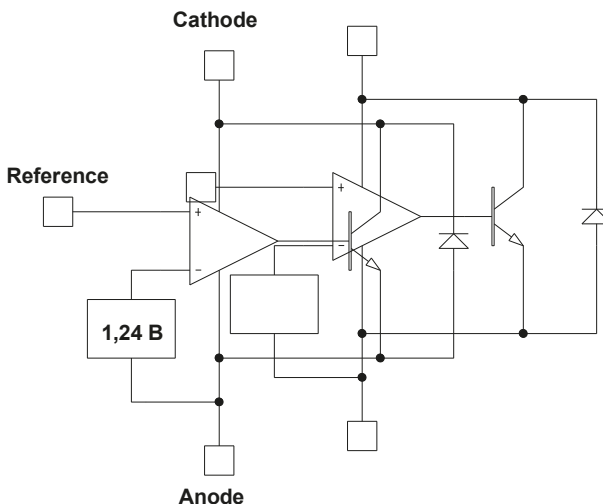 Cathode
Reference
+
+
−
−
1,24 В
Anode